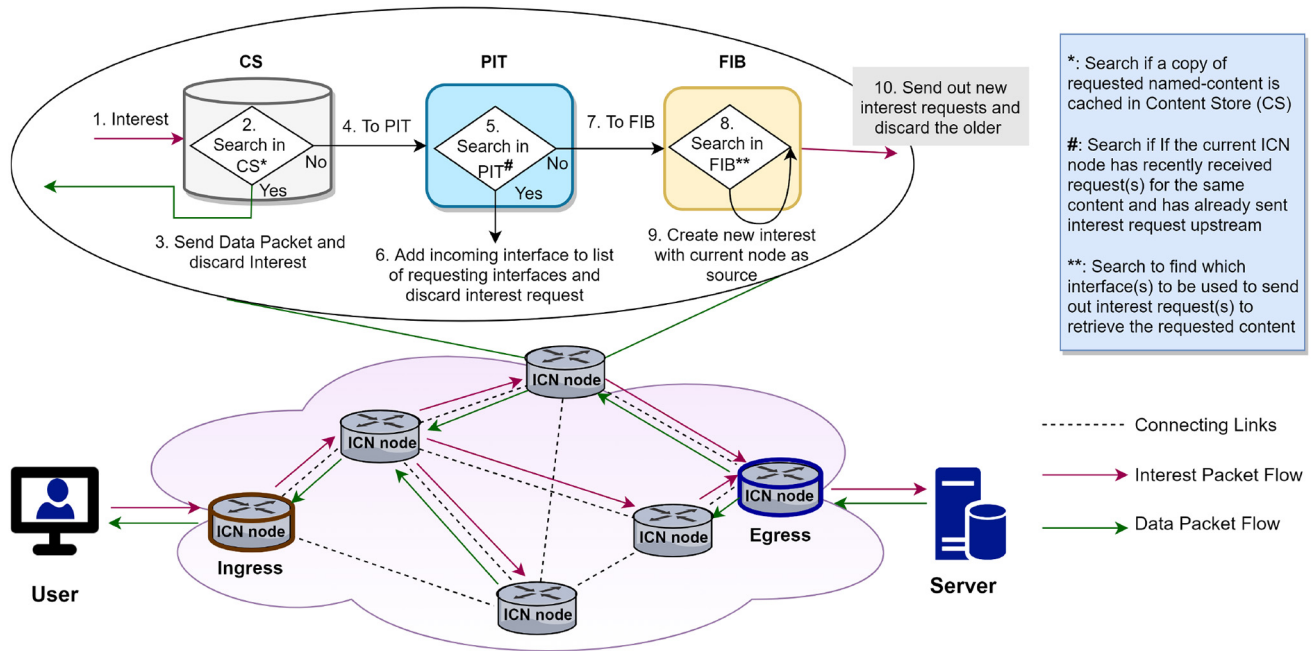 CS
PIT
FIB
1. Interest
2.
Search in
CS*
No
Yes
3. Send Data Packet and
discard Interest
4. To PIT
5.
Search in
PIT#
No
Yes
6. Add incoming interface to list
of requesting interfaces and
discard interest request
7. To FIB
8.
Search in
FIB**
9. Create new interest
with current node as
source
10. Send out new
interest requests and
discard the older
*: Search if a copy of
requested named-content is
cached in Content Store (CS)
#: Search if If the current ICN
node has recently received
request(s) for the same
content and has already sent
interest request upstream
**: Search to find which
interface(s) to be used to send
out interest request(s) to
retrieve the requested content
ICN node
ICN node
ICN node
Ingress
ICN node
ICN node
Egress
ICN node
User
Server
Connecting Links
Interest Packet Flow
Data Packet Flow